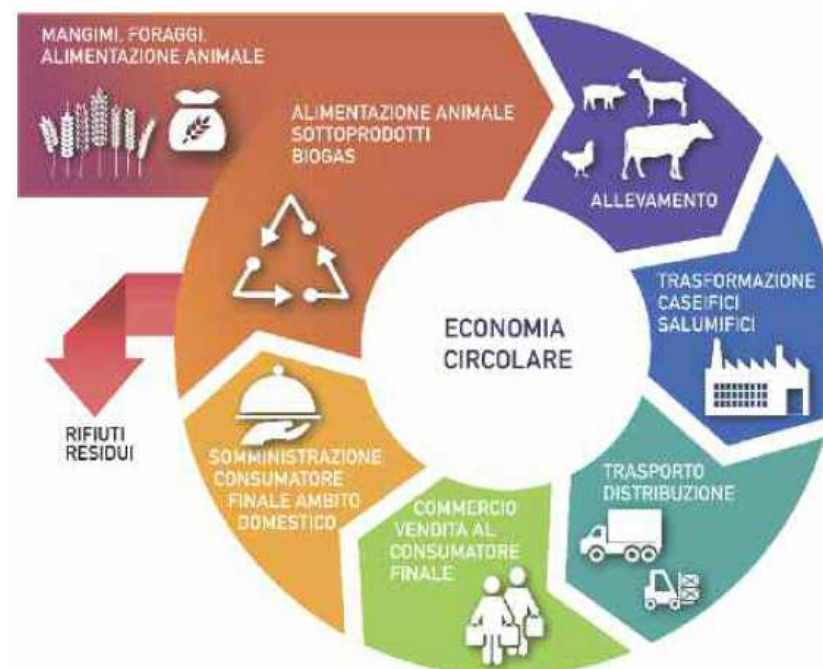 MANGIMI, FORAGGI,
ALIMENTAZIONE ANIMALE
ALIMENTAZIONE ANIMALE
SOTTOPRODOTTI
BIOGAS
ALLEVAMENTO
TRASFORMAZIONE
CASEIFICI
SALUMIFICI
ECONOMIA
CIRCOLARE
TRASPORTO
DISTRIBUZIONE
COMMERCIO
VENDITA AL
CONSUMATORE
FINALE
SOMMINISTRAZIONE
CONSUMATORE
FINALE AMBITO
DOMESTICO
RIFIUTI
RESIDUI